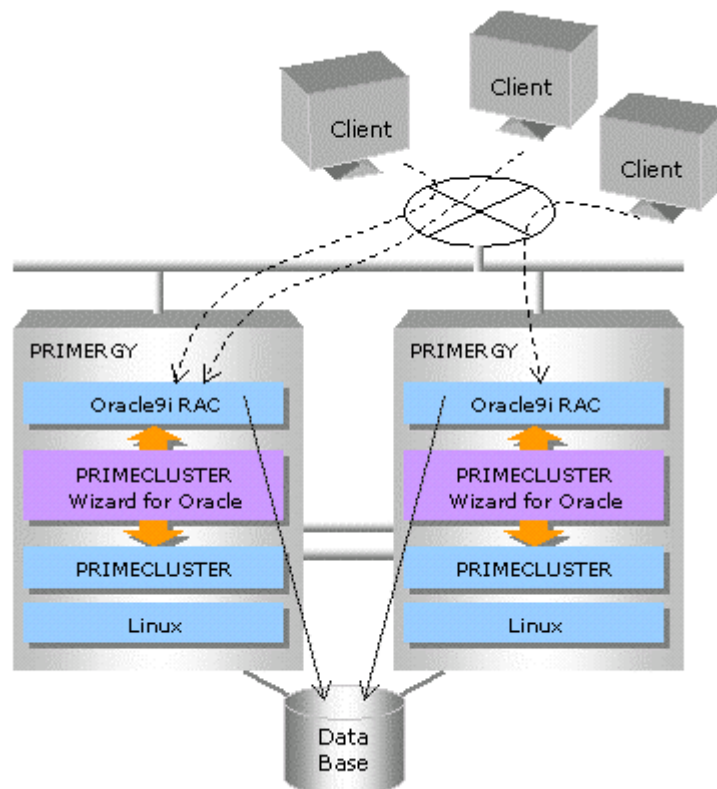 Client
Client
Client
PRIMERGY
Oracle9i RAC
PRIMECLUSTER
Wizard for Oracle
PRIMECLUSTER
Linux
PRIMERGY
Oracle9i RAC
PRIMECLUSTER
Wizard for Oracle
PRIMECLUSTER
Linux
Data
Base